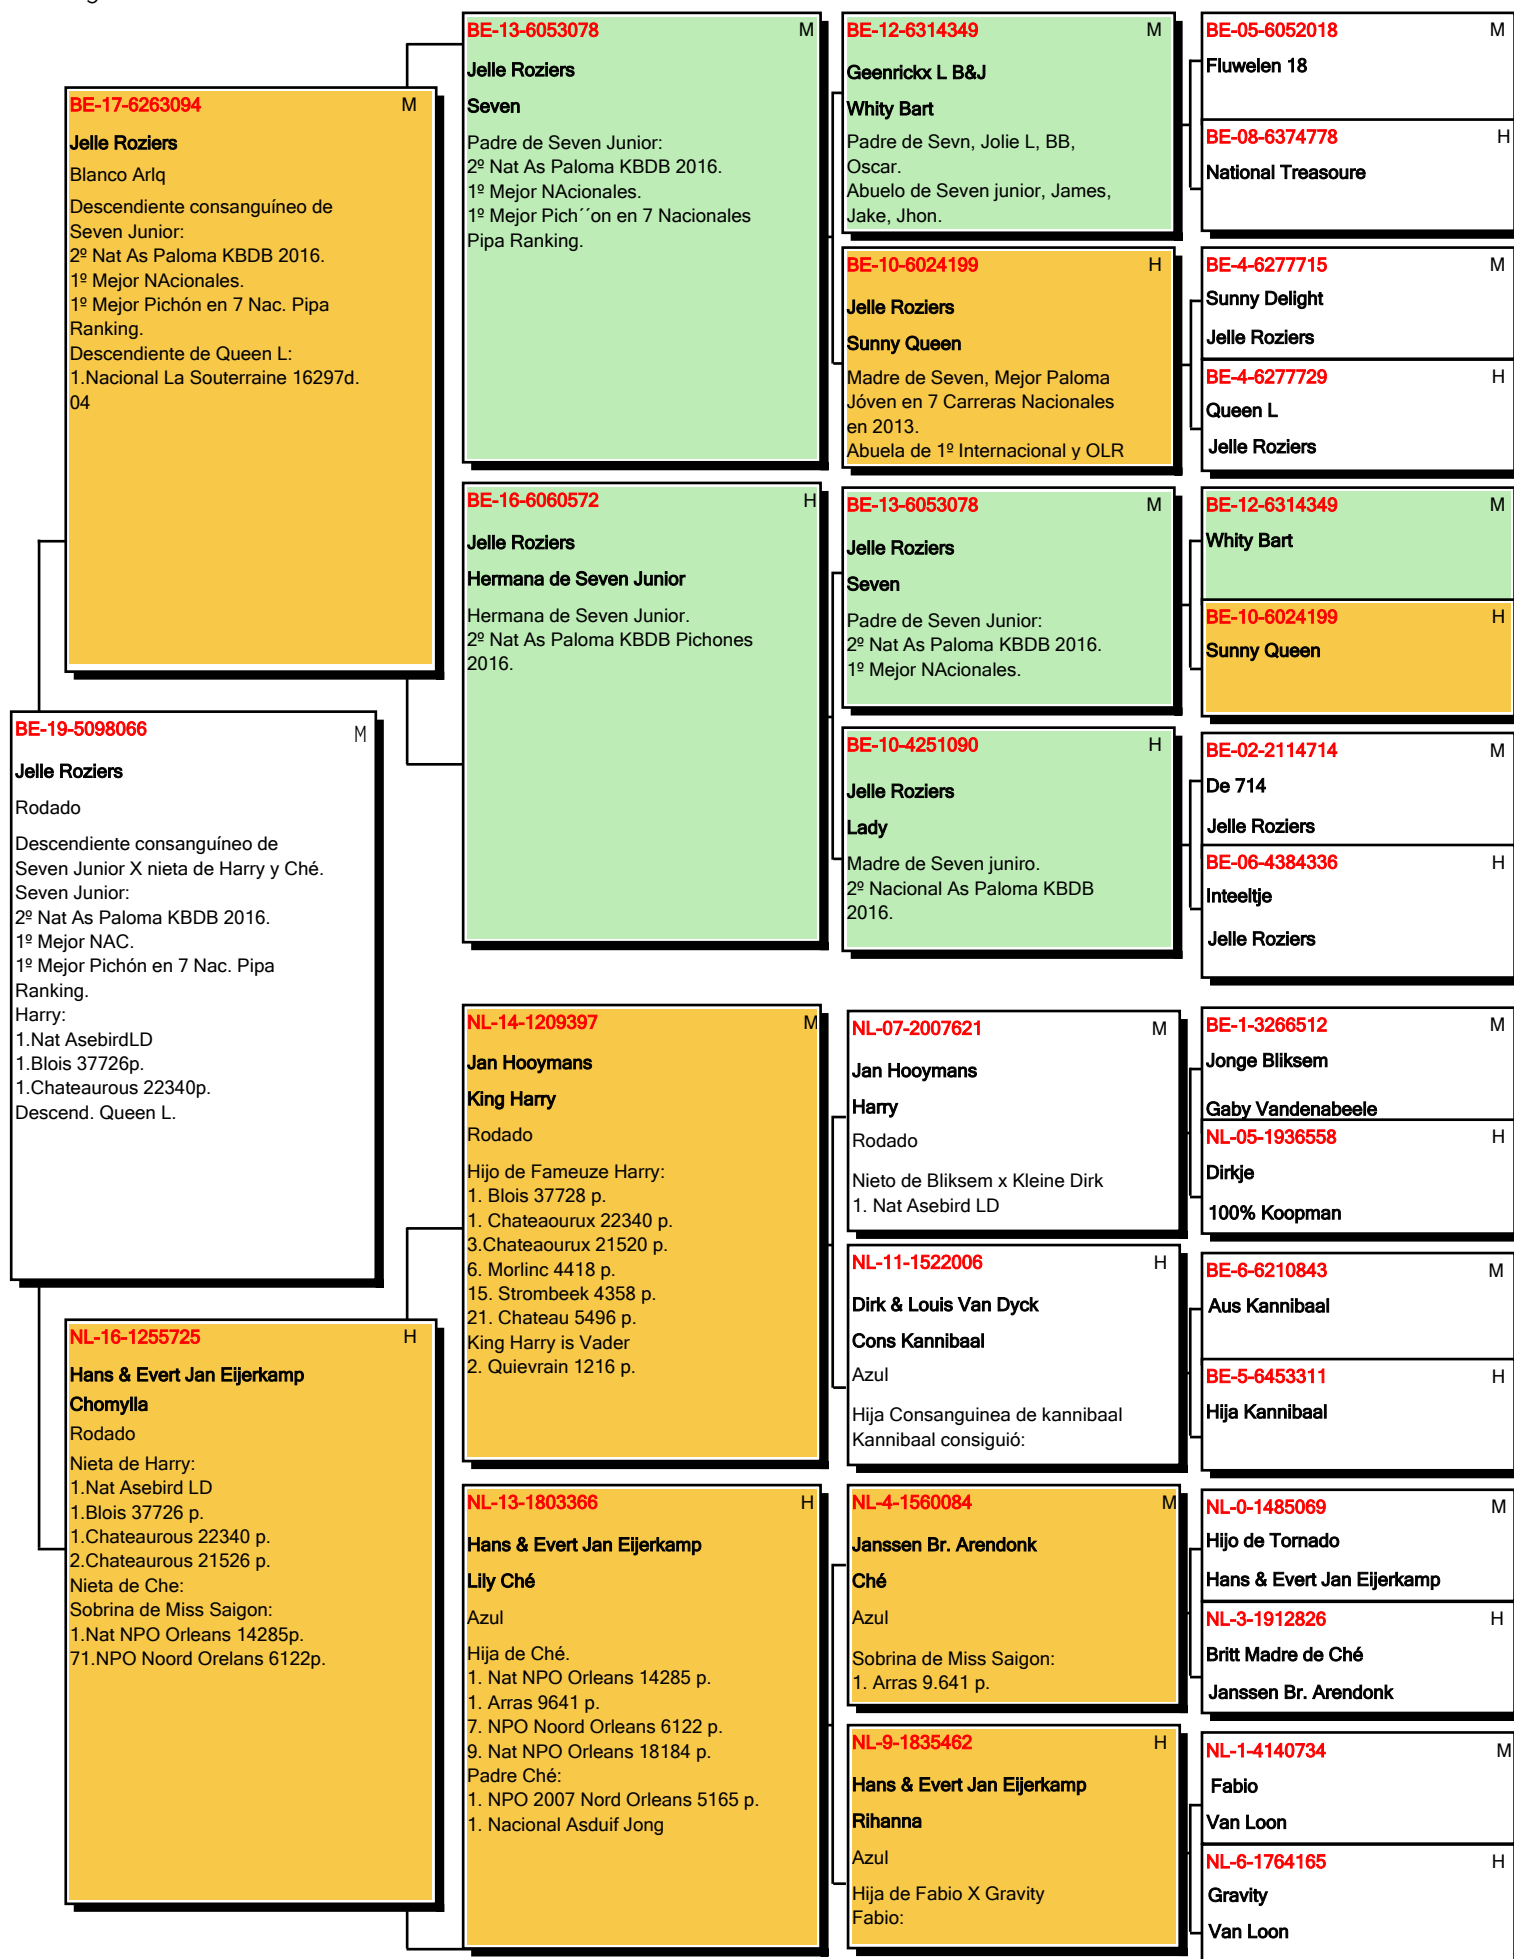 BE-19-5098066 M
Jelle Roziers
Rodado
Descendiente consanguíneo de
Seven Junior X nieta de Harry y Ché.
Seven Junior:
2º Nat As Paloma KBDB 2016.
1º Mejor NAC.
1º Mejor Pichón en 7 Nac. Pipa
Ranking.
Harry:
1.Nat AsebirdLD
1.Blois 37726p.
1.Chateaurous 22340p.
Descend. Queen L.
BE-17-6263094 M
Jelle Roziers
Blanco Arlq
Descendiente consanguíneo de
Seven Junior:
2º Nat As Paloma KBDB 2016.
1º Mejor NAcionales.
1º Mejor Pichón en 7 Nac. Pipa
Ranking.
Descendiente de Queen L:
1.Nacional La Souterraine 16297d.
04
NL-16-1255725 H
Hans & Evert Jan Eijerkamp
Chomylla
Rodado
Nieta de Harry:
1.Nat Asebird LD
1.Blois 37726 p.
1.Chateaurous 22340 p.
2.Chateaurous 21526 p.
Nieta de Che:
Sobrina de Miss Saigon:
1.Nat NPO Orleans 14285p.
71.NPO Noord Orelans 6122p.
BE-13-6053078 M
Jelle Roziers
Seven
Padre de Seven Junior:
2º Nat As Paloma KBDB 2016.
1º Mejor NAcionales.
1º Mejor Pich´´on en 7 Nacionales
Pipa Ranking.
BE-16-6060572 H
Jelle Roziers
Hermana de Seven Junior
Hermana de Seven Junior.
2º Nat As Paloma KBDB Pichones
2016.
NL-14-1209397 M
Jan Hooymans
King Harry
Rodado
Hijo de Fameuze Harry:
1. Blois 37728 p.
1. Chateaourux 22340 p.
3.Chateaourux 21520 p.
6. Morlinc 4418 p.
15. Strombeek 4358 p.
21. Chateau 5496 p.
King Harry is Vader
2. Quievrain 1216 p.
NL-13-1803366 H
Hans & Evert Jan Eijerkamp
Lily Ché
Azul
Hija de Ché.
1. Nat NPO Orleans 14285 p.
1. Arras 9641 p.
7. NPO Noord Orleans 6122 p.
9. Nat NPO Orleans 18184 p.
Padre Ché:
1. NPO 2007 Nord Orleans 5165 p.
1. Nacional Asduif Jong
BE-12-6314349 M
Geenrickx L B&J
Whity Bart
Padre de Sevn, Jolie L, BB,
Oscar.
Abuelo de Seven junior, James,
Jake, Jhon.
BE-10-6024199 H
Jelle Roziers
Sunny Queen
Madre de Seven, Mejor Paloma
Jóven en 7 Carreras Nacionales
en 2013.
Abuela de 1º Internacional y OLR
BE-13-6053078 M
Jelle Roziers
Seven
Padre de Seven Junior:
2º Nat As Paloma KBDB 2016.
1º Mejor NAcionales.
BE-10-4251090 H
Jelle Roziers
Lady
Madre de Seven juniro.
2º Nacional As Paloma KBDB
2016.
NL-07-2007621 M
Jan Hooymans
Harry
Rodado
Nieto de Bliksem x Kleine Dirk
1. Nat Asebird LD
NL-11-1522006 H
Dirk & Louis Van Dyck
Cons Kannibaal
Azul
Hija Consanguinea de kannibaal
Kannibaal consiguió:
NL-4-1560084 M
Janssen Br. Arendonk
Ché
Azul
Sobrina de Miss Saigon:
1. Arras 9.641 p.
NL-9-1835462 H
Hans & Evert Jan Eijerkamp
Rihanna
Azul
Hija de Fabio X Gravity
Fabio:
BE-05-6052018 M
Fluwelen 18
BE-08-6374778 H
National Treasoure
BE-4-6277715 M
Sunny Delight
Jelle Roziers
BE-4-6277729 H
Queen L
Jelle Roziers
BE-12-6314349 M
Whity Bart
BE-10-6024199 H
Sunny Queen
BE-02-2114714 M
De 714
Jelle Roziers
BE-06-4384336 H
Inteeltje
Jelle Roziers
BE-1-3266512 M
Jonge Bliksem
Gaby Vandenabeele
NL-05-1936558 H
Dirkje
100% Koopman
BE-6-6210843 M
Aus Kannibaal
BE-5-6453311 H
Hija Kannibaal
NL-0-1485069 M
Hijo de Tornado
Hans & Evert Jan Eijerkamp
NL-3-1912826 H
Britt Madre de Ché
Janssen Br. Arendonk
NL-1-4140734 M
Fabio
Van Loon
NL-6-1764165 H
Gravity
Van Loon